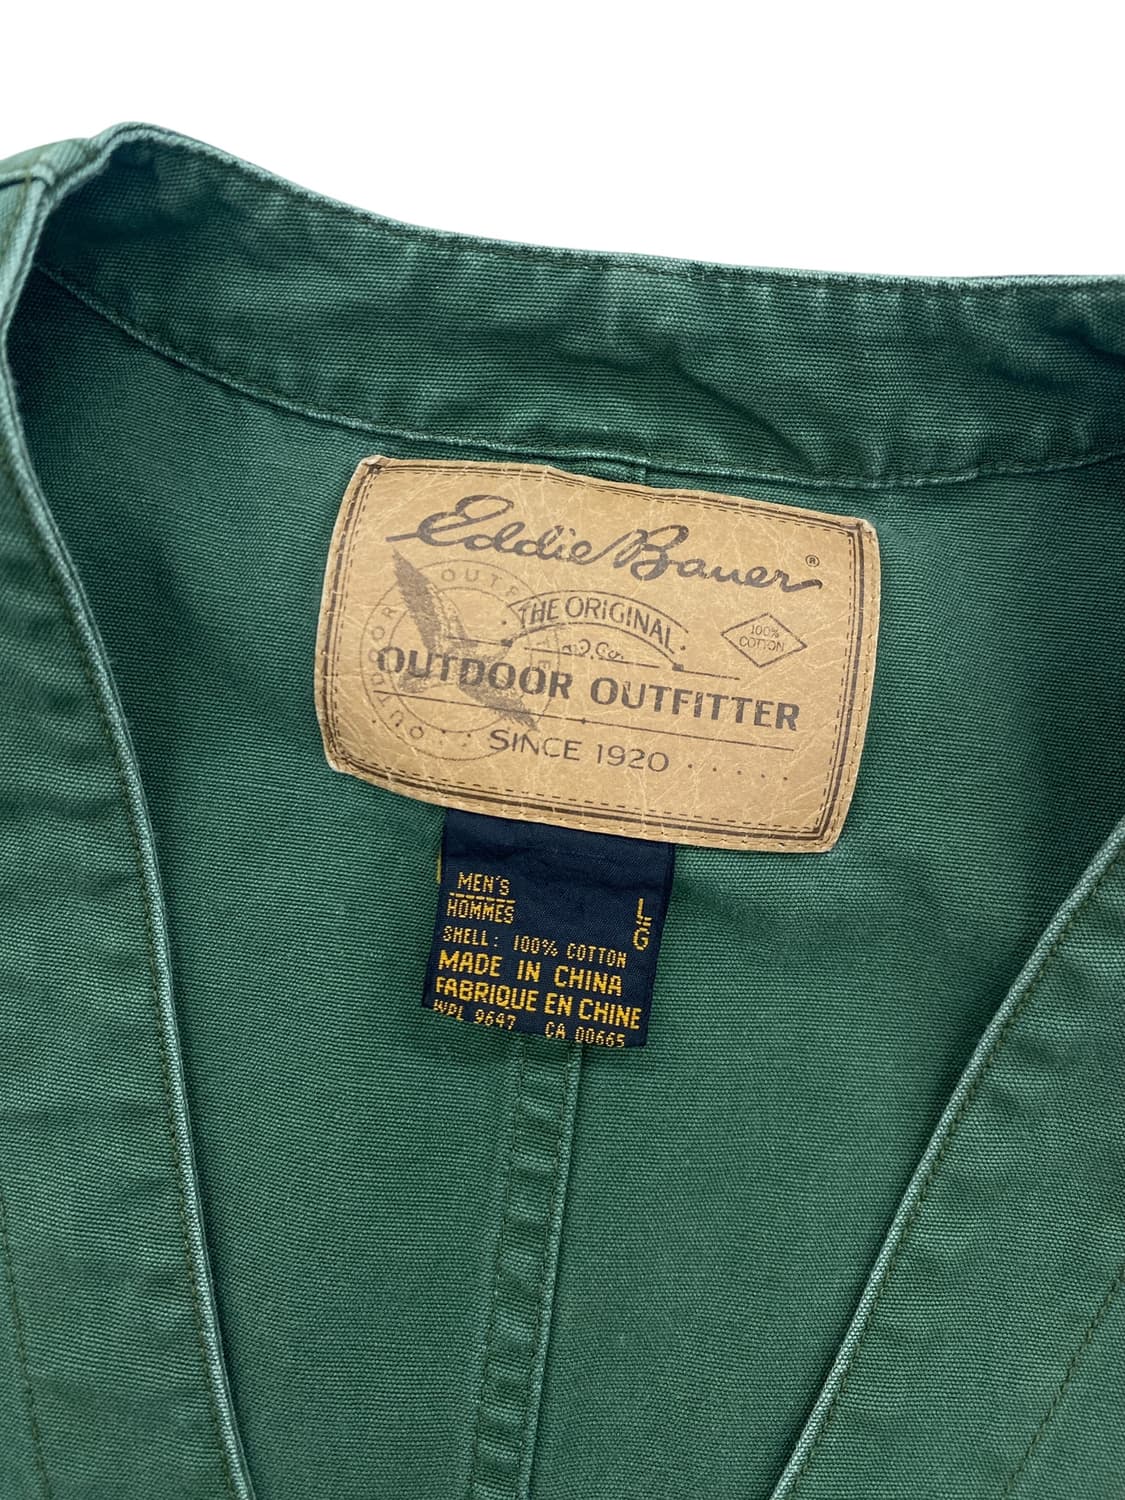 Eddie Bauer®
THE ORIGINAL
100%
COTTON
OUTDOOR OUTFITTER
SINCE 1920
MEN'S
HOMMES
L
G
SHELL: 100% COTTON
MADE IN CHINA
FABRIQUE EN CHINE
WPL 9647 CA 00665